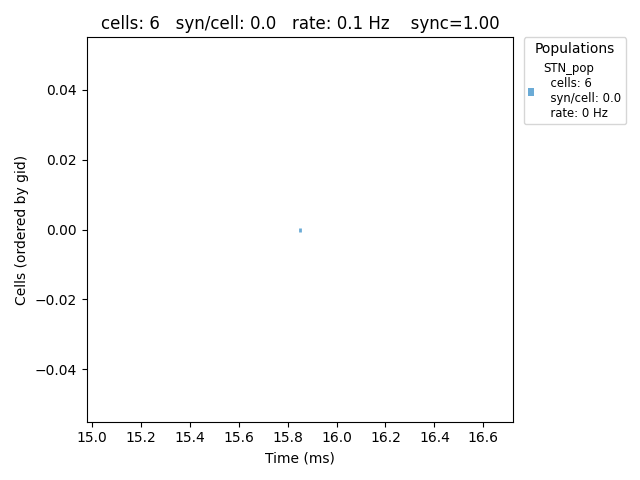 cells: 6   syn/cell: 0.0   rate: 0.1 Hz    sync=1.00
Populations
STN_pop
cells: 6
syn/cell: 0.0
rate: 0 Hz
Cells (ordered by gid)
0.04
0.02
0.00
−0.02
−0.04
15.0 15.2 15.4 15.6 15.8 16.0 16.2 16.4 16.6
Time (ms)